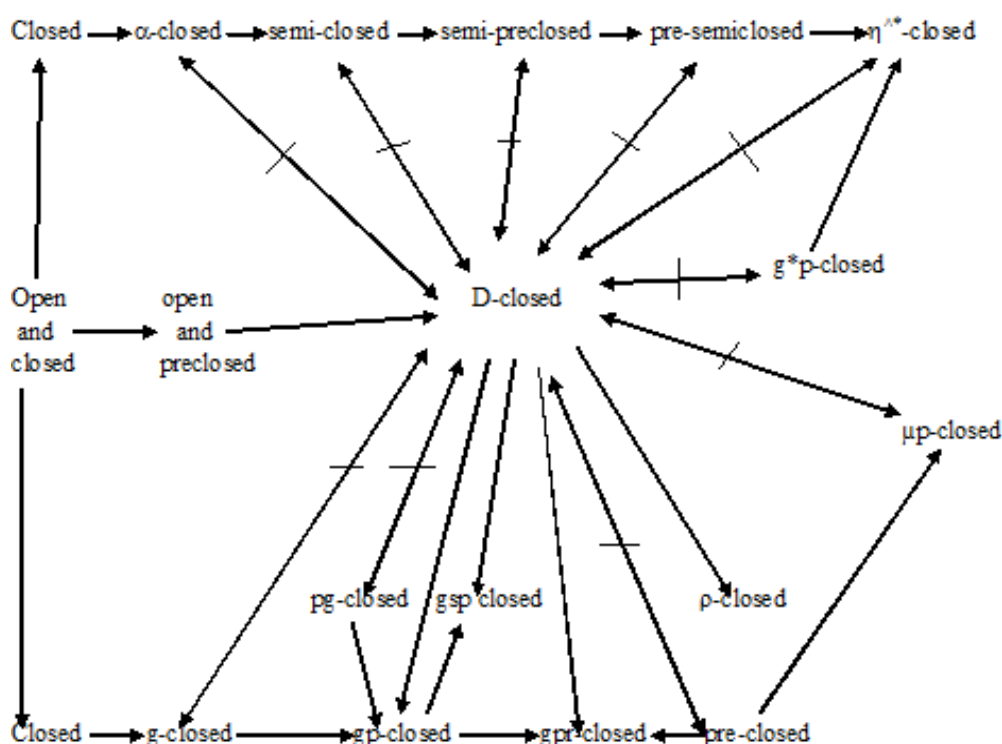 Closed α-closed semi-closed semi-preclosed pre-semiclosed η^*-closed
g*p-closed
D-closed
Open
and
closed
open
and
preclosed
μp-closed
pg-closed gsp closed ρ-closed
Closed g-closed gp-closed gpr-closed pre-closed